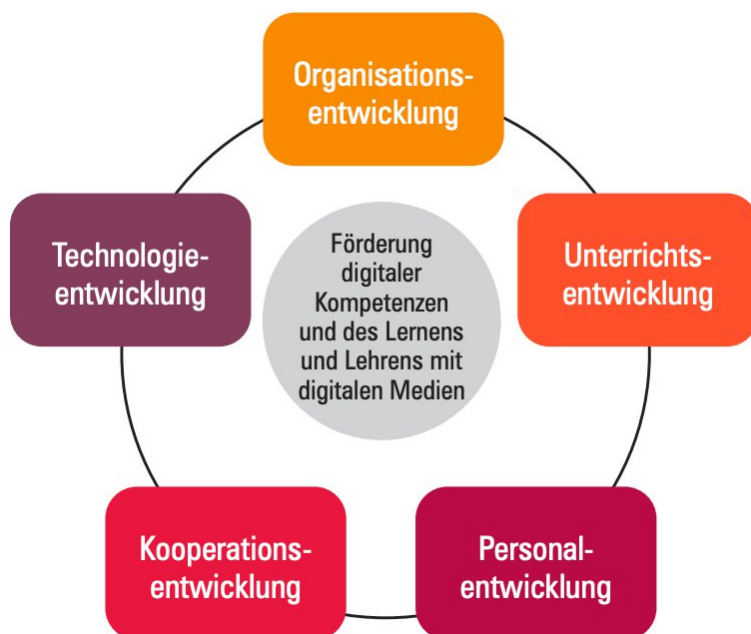 Organisations-
entwicklung
Technologie-
entwicklung
Förderung
digitaler
Kompetenzen
und des Lernens
und Lehrens mit
digitalen Medien
Unterrichts-
entwicklung
Kooperations-
entwicklung
Personal-
entwicklung